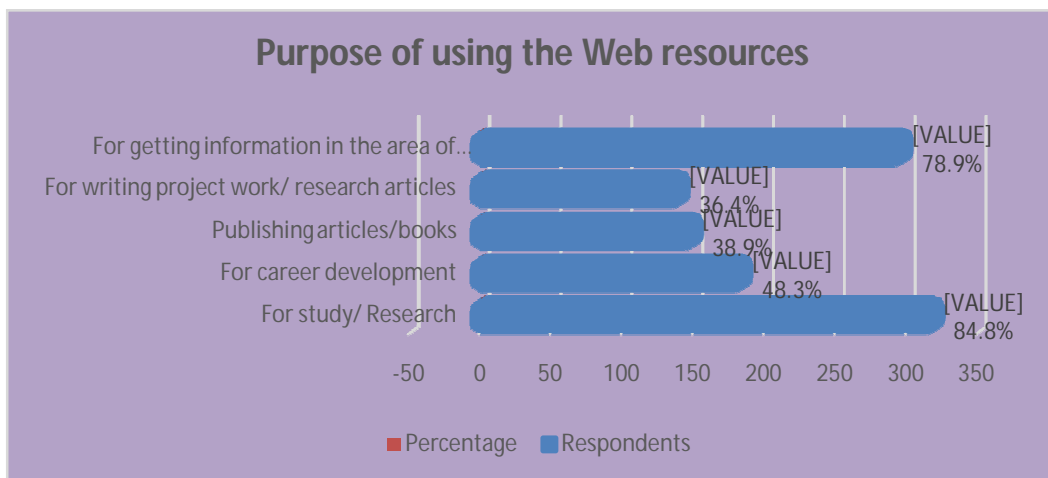 Purpose of using the Web resources
For getting information in the area of...
[VALUE]
78.9%
For writing project work/ research articles
[VALUE]
36.4%
Publishing articles/books
[VALUE]
38.9%
For career development
[VALUE]
48.3%
For study/ Research
[VALUE]
84.8%
-50 0 50 100 150 200 250 300 350
Percentage Respondents